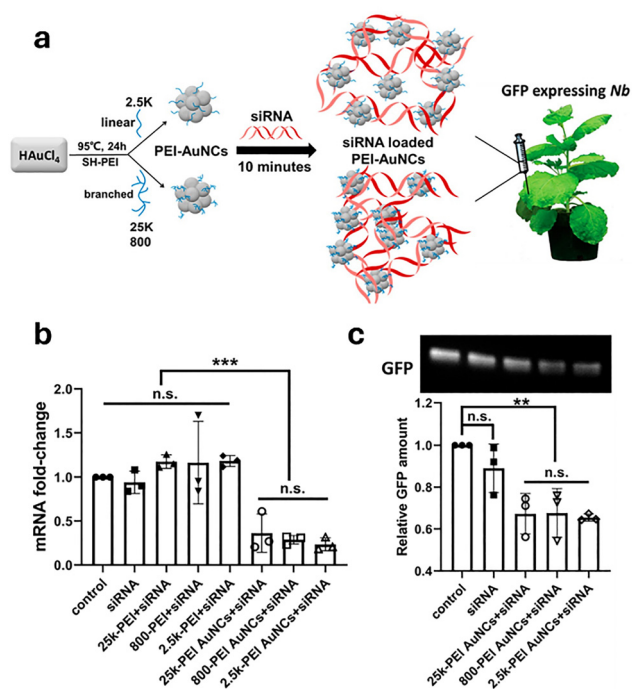 a
2.5K
linear
HAuCl4
95℃, 24h
SH-PEI
branched
25K
800
PEI-AuNCs
siRNA
10 minutes
siRNA loaded
PEI-AuNCs
GFP expressing Nb
b
mRNA fold-change
2.0
1.5
1.0
0.5
0.0
***
n.s.
n.s.
control
siRNA
25k-PEI+siRNA
800-PEI+siRNA
2.5k-PEI+siRNA
25k-PEI AuNCs+siRNA
800-PEI AuNCs+siRNA
2.5k-PEI AuNCs+siRNA
c
GFP
Relative GFP amount
1.2
1.0
0.8
0.6
0.4
**
n.s.
n.s.
control
siRNA
25k-PEI AuNCs+siRNA
800-PEI AuNCs+siRNA
2.5k-PEI AuNCs+siRNA